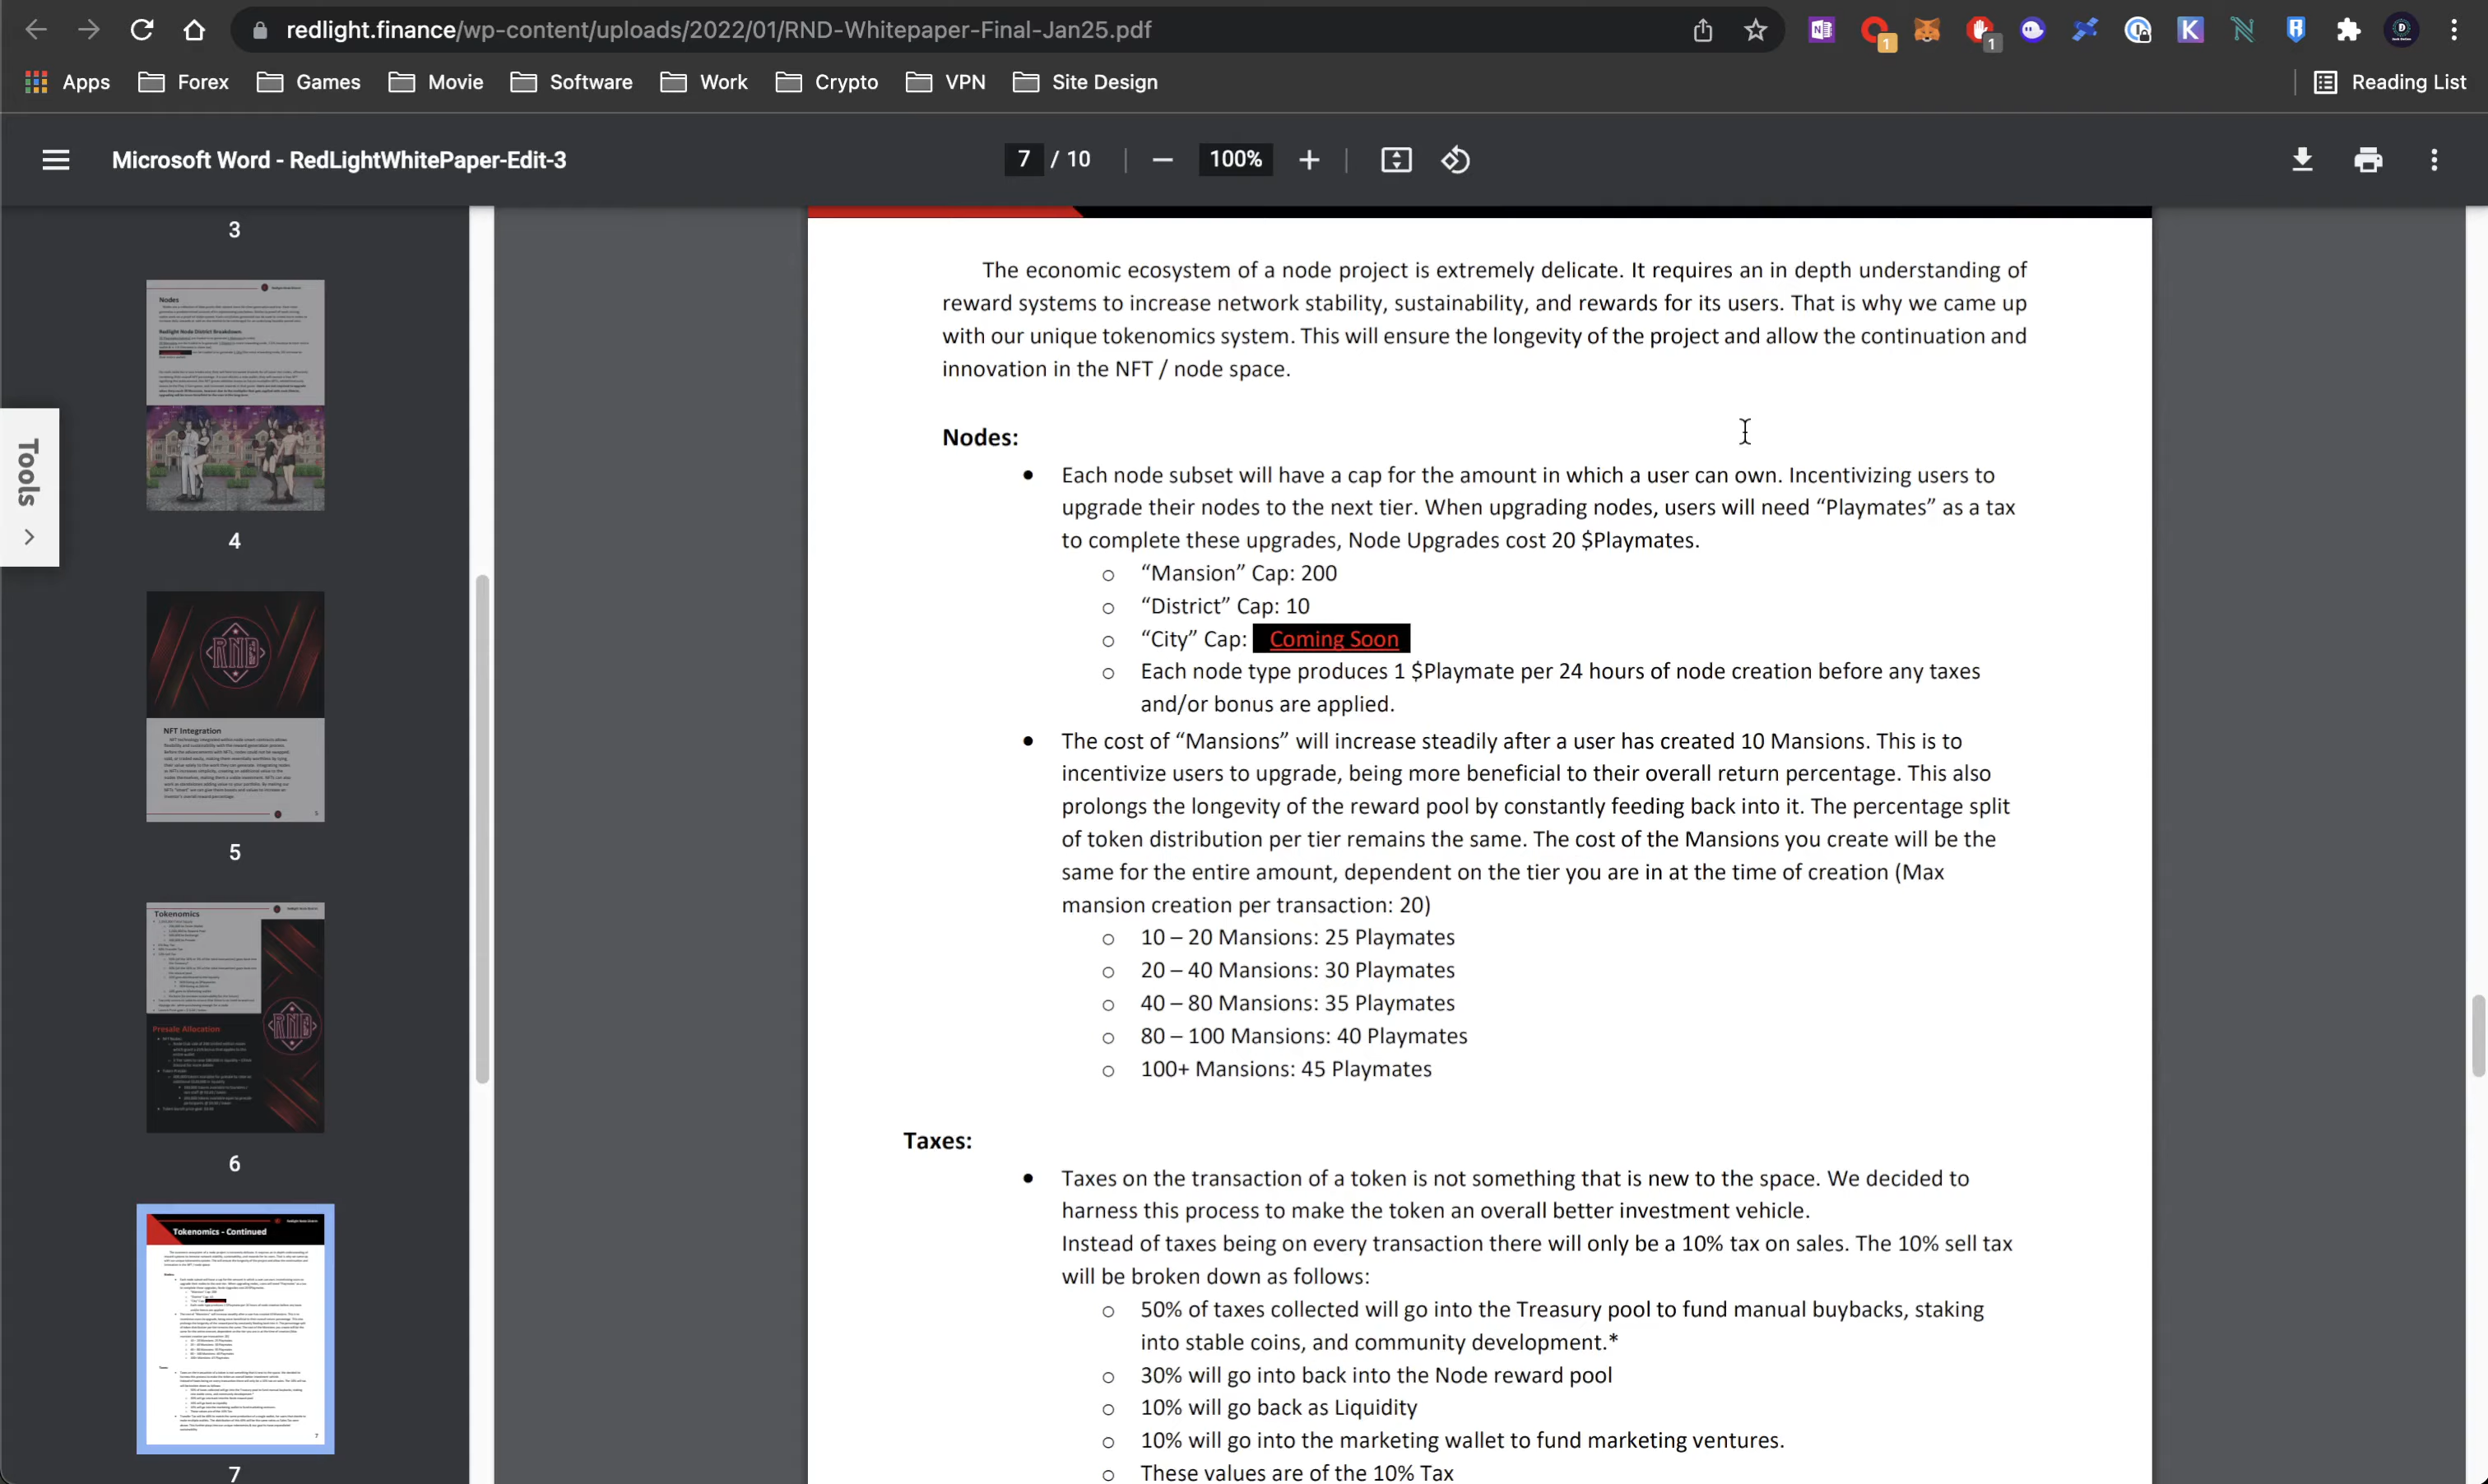 redlight.finance/wp-content/uploads/2022/01/RND-Whitepaper-Final-Jan25.pdf
1
1
Apps Forex Games Movie Software Work Crypto VPN Site Design Reading List
Microsoft Word - RedLightWhitePaper-Edit-3 7 / 10 100%
Tools
3
Nodes
4
RND
NFT Integration
5
Tokenomics
Presale Allocation
RND
6
Tokenomics - Continued
7
The economic ecosystem of a node project is extremely delicate. It requires an in depth understanding of
reward systems to increase network stability, sustainability, and rewards for its users. That is why we came up
with our unique tokenomics system. This will ensure the longevity of the project and allow the continuation and
innovation in the NFT / node space.
Nodes:
• Each node subset will have a cap for the amount in which a user can own. Incentivizing users to
upgrade their nodes to the next tier. When upgrading nodes, users will need “Playmates” as a tax
to complete these upgrades, Node Upgrades cost 20 $Playmates.
o “Mansion” Cap: 200
o “District” Cap: 10
o “City” Cap: Coming Soon
o Each node type produces 1 $Playmate per 24 hours of node creation before any taxes
and/or bonus are applied.
• The cost of “Mansions” will increase steadily after a user has created 10 Mansions. This is to
incentivize users to upgrade, being more beneficial to their overall return percentage. This also
prolongs the longevity of the reward pool by constantly feeding back into it. The percentage split
of token distribution per tier remains the same. The cost of the Mansions you create will be the
same for the entire amount, dependent on the tier you are in at the time of creation (Max
mansion creation per transaction: 20)
o 10 – 20 Mansions: 25 Playmates
o 20 – 40 Mansions: 30 Playmates
o 40 – 80 Mansions: 35 Playmates
o 80 – 100 Mansions: 40 Playmates
o 100+ Mansions: 45 Playmates
Taxes:
• Taxes on the transaction of a token is not something that is new to the space. We decided to
harness this process to make the token an overall better investment vehicle.
Instead of taxes being on every transaction there will only be a 10% tax on sales. The 10% sell tax
will be broken down as follows:
o 50% of taxes collected will go into the Treasury pool to fund manual buybacks, staking
into stable coins, and community development.*
o 30% will go into back into the Node reward pool
o 10% will go back as Liquidity
o 10% will go into the marketing wallet to fund marketing ventures.
o These values are of the 10% Tax